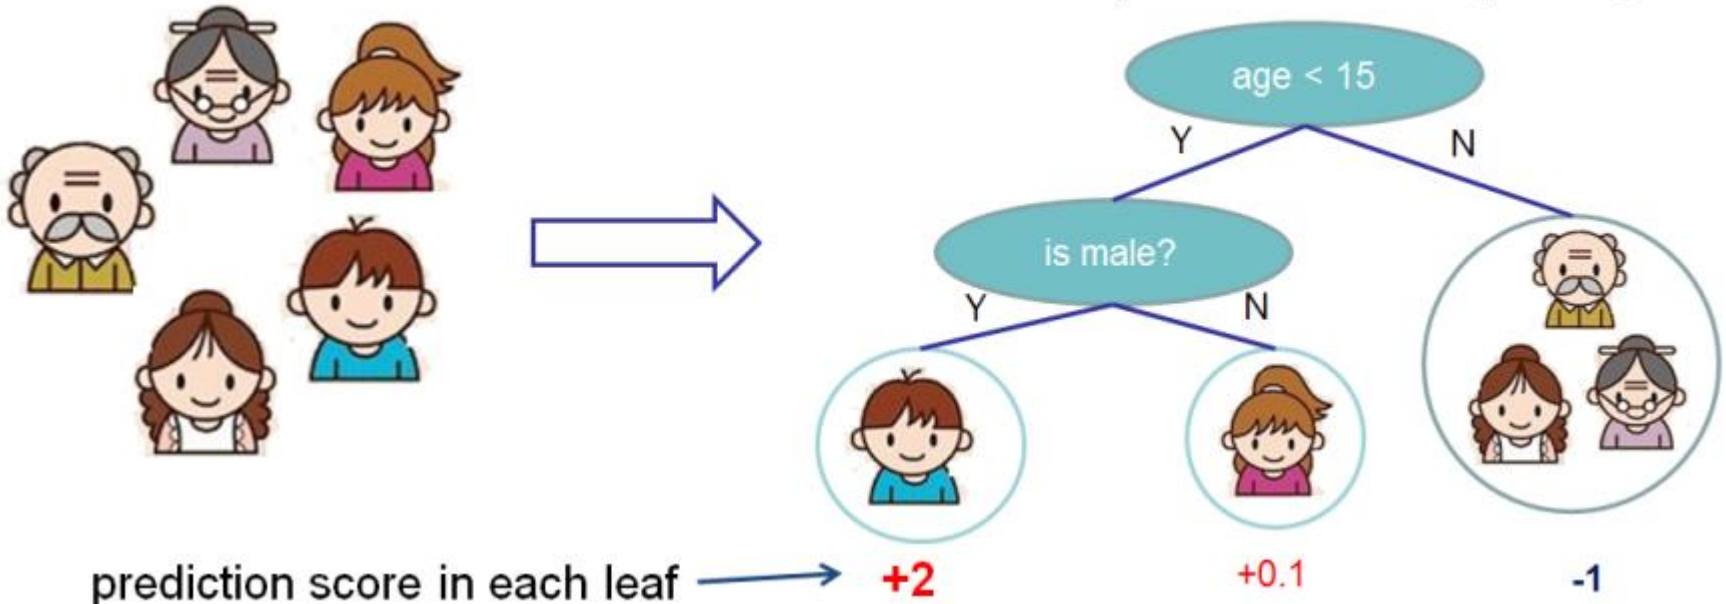 age < 15
Y
N
is male?
Y
N
prediction score in each leaf
+2
+0.1
-1